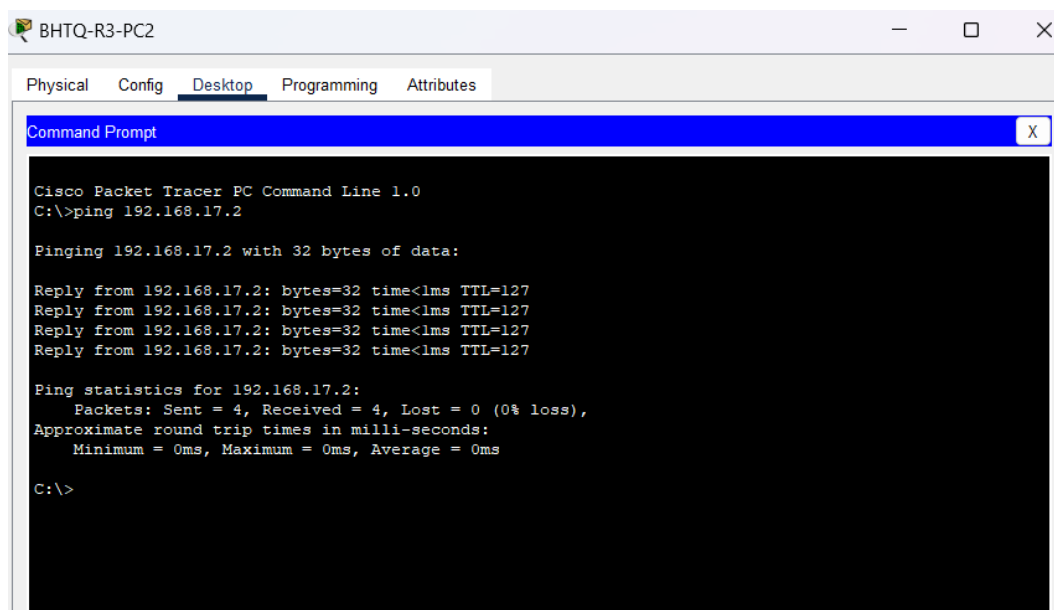 BHTQ-R3-PC2
Physical Config Desktop Programming Attributes
Command Prompt
X
Cisco Packet Tracer PC Command Line 1.0
C:\>ping 192.168.17.2
Pinging 192.168.17.2 with 32 bytes of data:
Reply from 192.168.17.2: bytes=32 time<1ms TTL=127
Reply from 192.168.17.2: bytes=32 time<1ms TTL=127
Reply from 192.168.17.2: bytes=32 time<1ms TTL=127
Reply from 192.168.17.2: bytes=32 time<1ms TTL=127
Ping statistics for 192.168.17.2:
Packets: Sent = 4, Received = 4, Lost = 0 (0% loss),
Approximate round trip times in milli-seconds:
Minimum = 0ms, Maximum = 0ms, Average = 0ms
C:\>